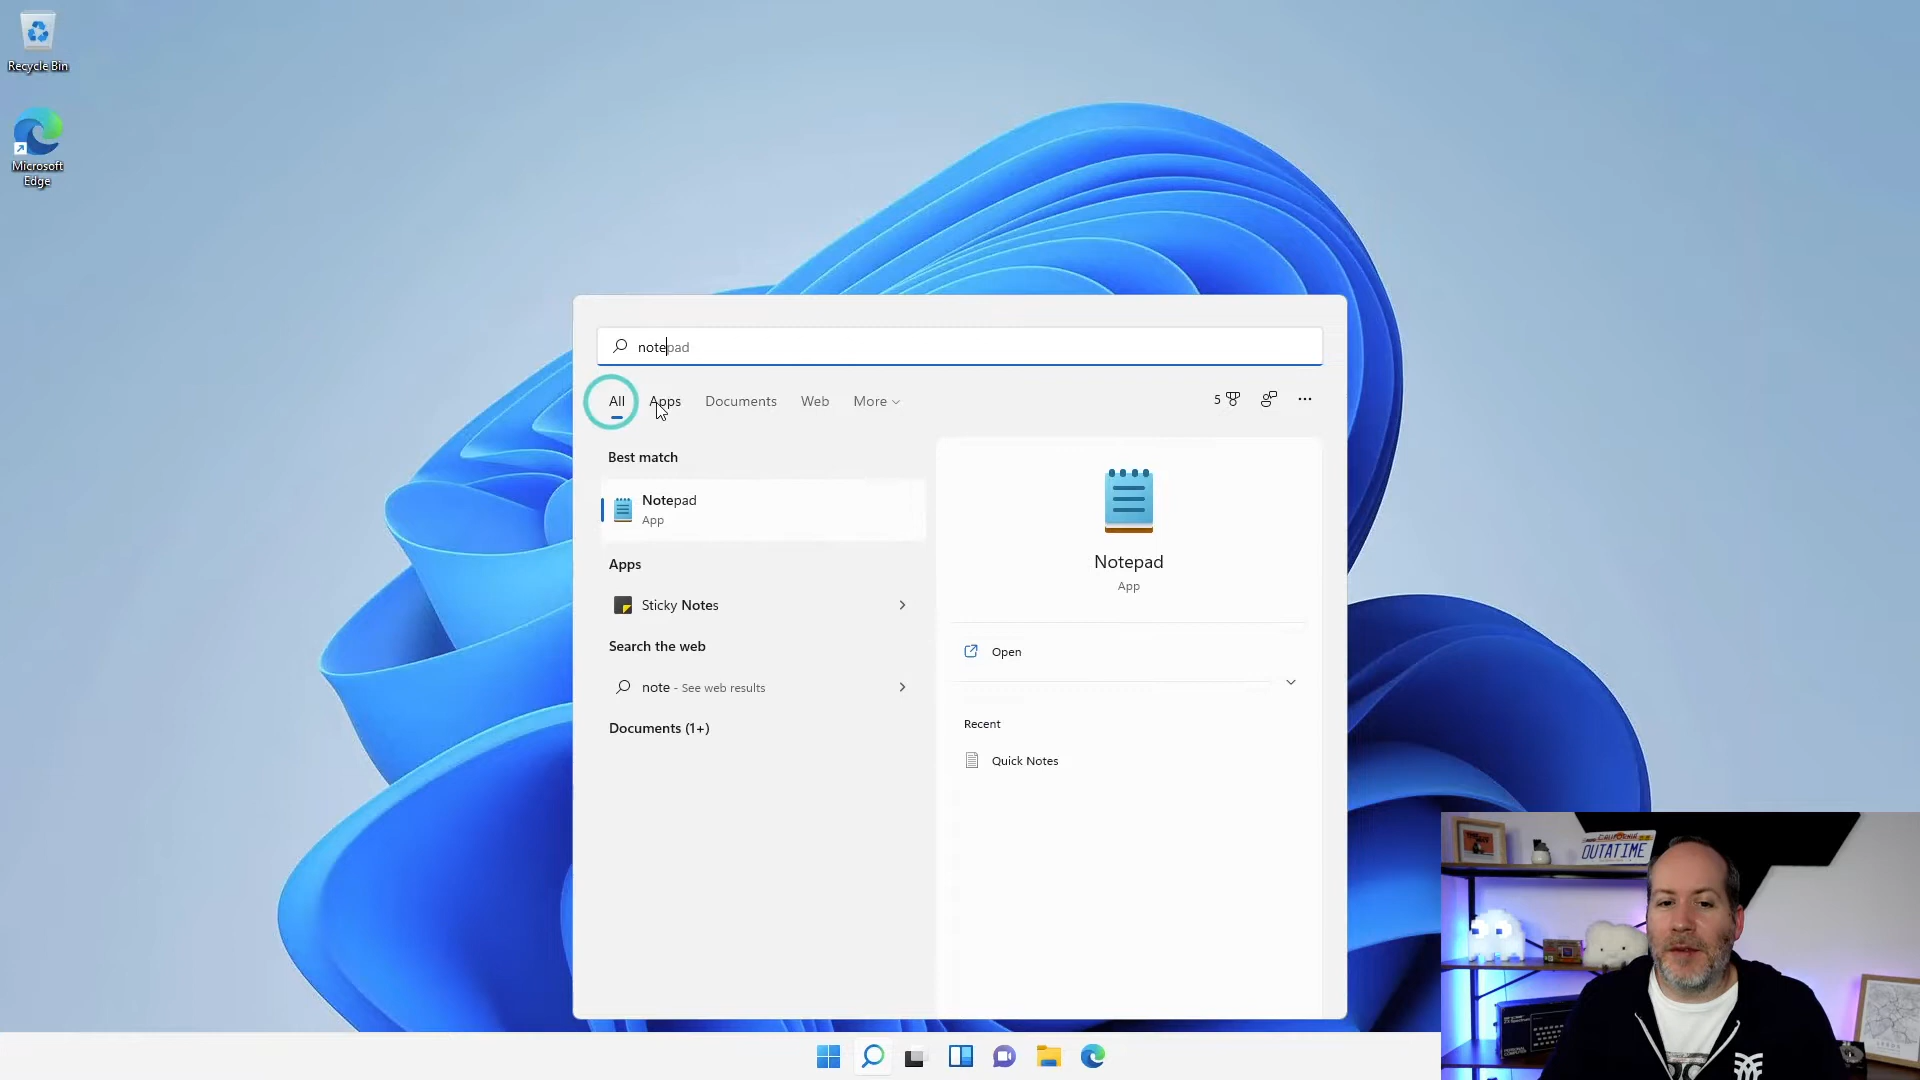 Recycle Bin
Microsoft
Edge
notepad
All Apps Documents Web More
5
Best match
Notepad
App
Apps
Sticky Notes
Search the web
note - See web results
Documents (1+)
Notepad
App
Open
Recent
Quick Notes
CALIFORNIA
OUTATIME